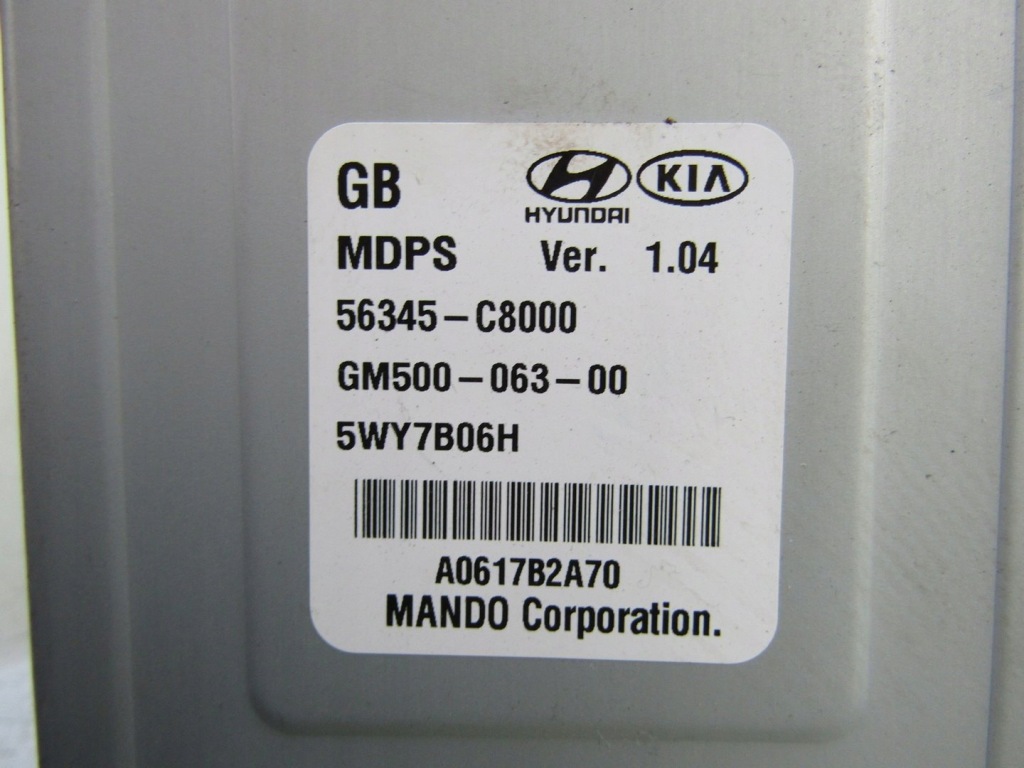 GB
HYUNDAI
KIA
MDPS Ver. 1.04
56345-C8000
GM500-063-00
5WY7B06H
A0617B2A70
MANDO Corporation.